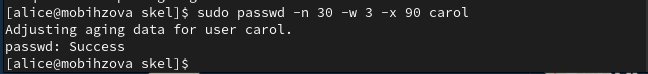 [alice@mobihzova skel]$ sudo passwd -n 30 -w 3 -x 90 carol
Adjusting aging data for user carol.
passwd: Success
[alice@mobihzova skel]$